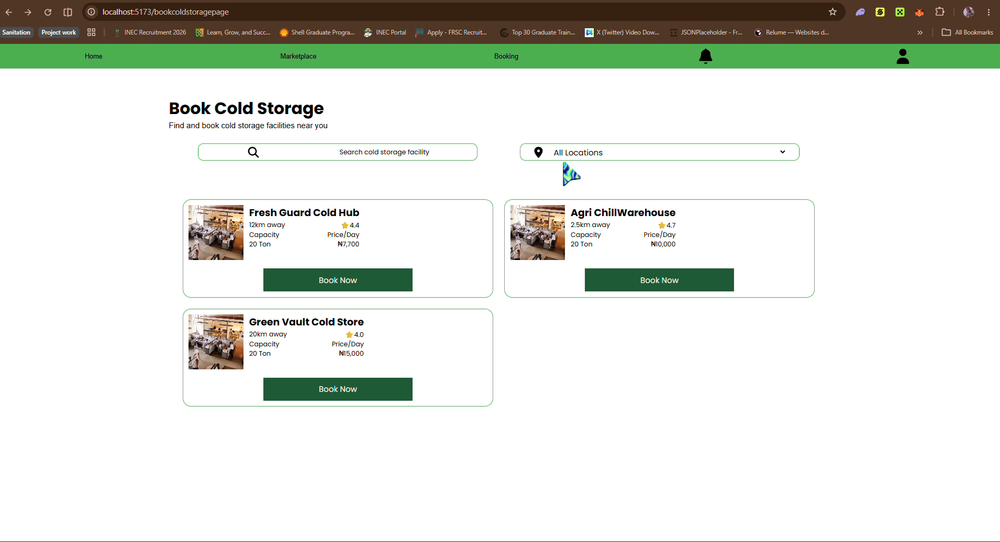 localhost:5173/bookcoldstoragepage
Sanitation Project work INEC Recruitment 2026 Learn, Grow, and Succ... Shell Graduate Progra... INEC Portal Apply - FRSC Recruit... Top 30 Graduate Train... X (Twitter) Video Dow... JSONPlaceholder - Fr... Relume — Websites d... » All Bookmarks
Home Marketplace Booking
Book Cold Storage
Find and book cold storage facilities near you
Search cold storage facility All Locations
Fresh Guard Cold Hub
12km away 4.4
Capacity Price/Day
20 Ton ₦7,700
Book Now
Agri ChillWarehouse
2.5km away 4.7
Capacity Price/Day
20 Ton ₦10,000
Book Now
Green Vault Cold Store
20km away 4.0
Capacity Price/Day
20 Ton ₦15,000
Book Now